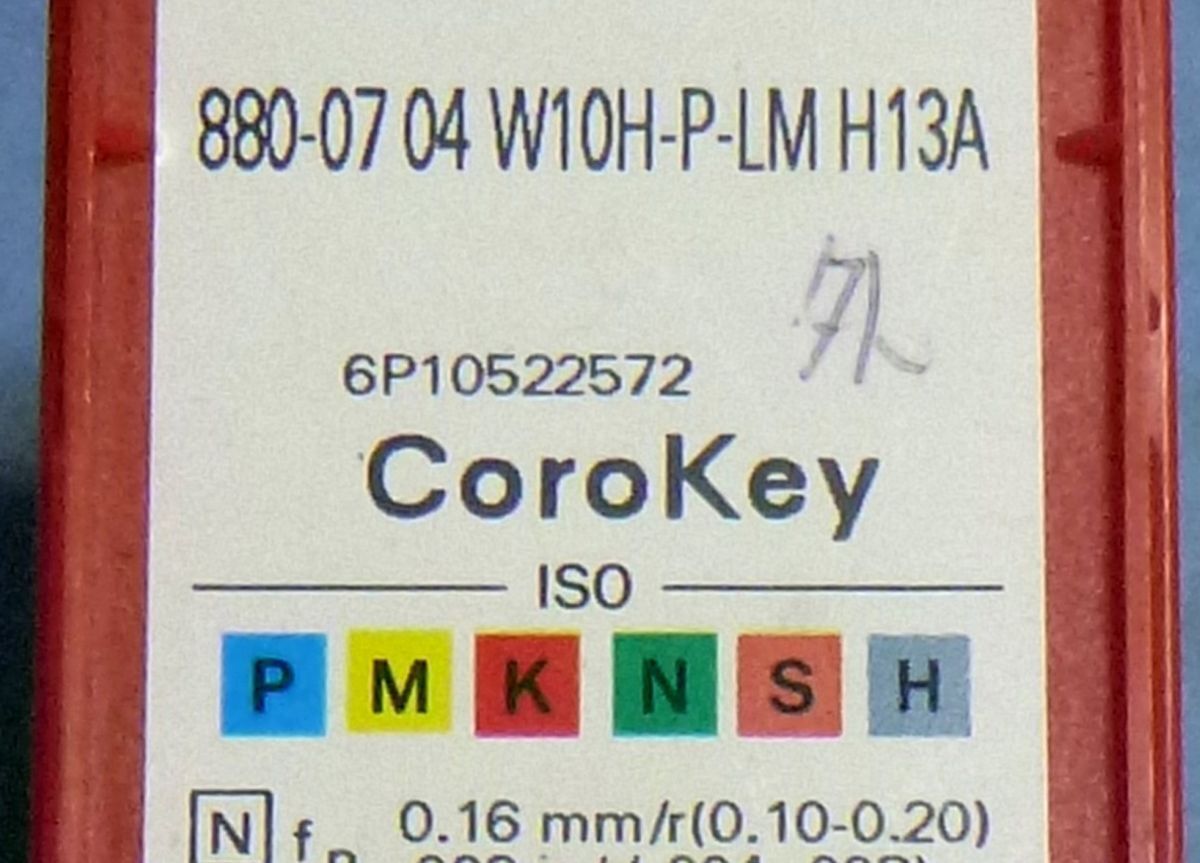 880-07 04 W10H-P-LM H13A
外
6P10522572
CoroKey
ISO
P M K N S H
N f 0.16 mm/r(0.10-0.20)